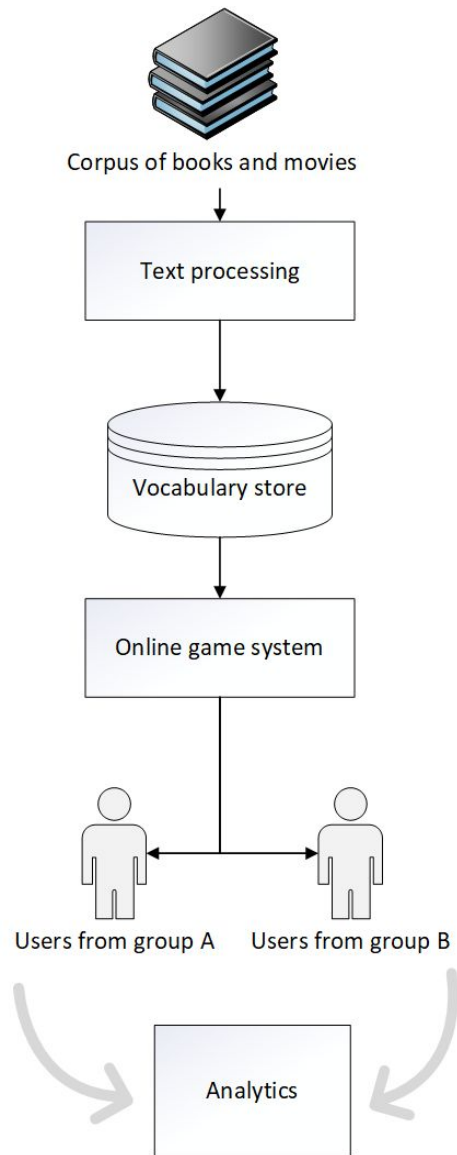 Corpus of books and movies
Text processing
Vocabulary store
Online game system
Users from group A
Users from group B
Analytics